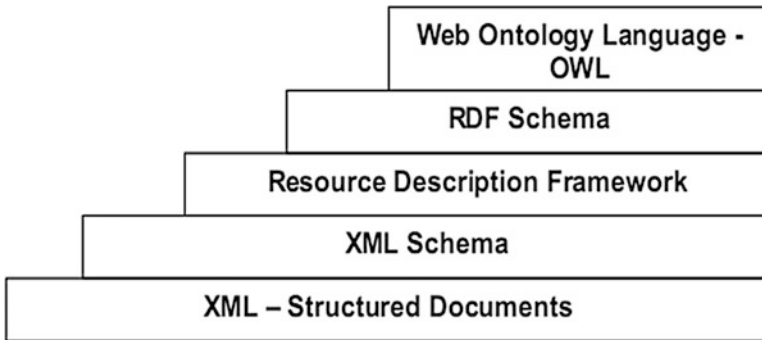 Web Ontology Language -
OWL
RDF Schema
Resource Description Framework
XML Schema
XML – Structured Documents